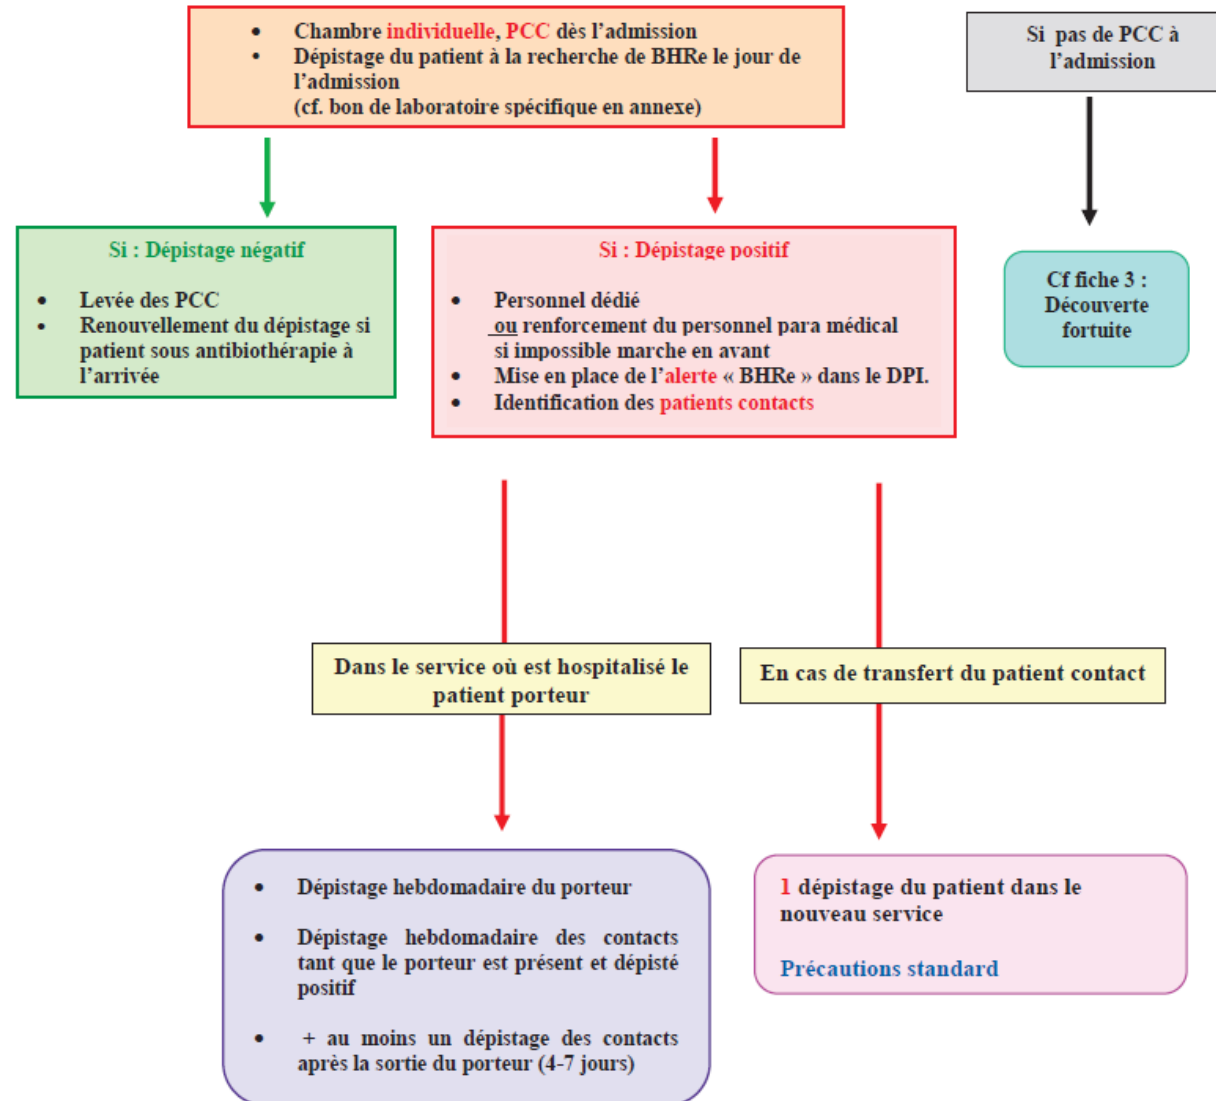 • Chambre individuelle, PCC dès l’admission
• Dépistage du patient à la recherche de BHRe le jour de
l’admission
(cf. bon de laboratoire spécifique en annexe)
Si pas de PCC à
l’admission
Si : Dépistage négatif
• Levée des PCC
• Renouvellement du dépistage si
patient sous antibiothérapie à
l’arrivée
Si : Dépistage positif
• Personnel dédié
ou renforcement du personnel para médical
si impossible marche en avant
• Mise en place de l’alerte « BHRe » dans le DPI.
• Identification des patients contacts
Cf fiche 3 :
Découverte
fortuite
Dans le service où est hospitalisé le
patient porteur
En cas de transfert du patient contact
• Dépistage hebdomadaire du porteur
• Dépistage hebdomadaire des contacts
tant que le porteur est présent et dépisté
positif
• + au moins un dépistage des contacts
après la sortie du porteur (4-7 jours)
1 dépistage du patient dans le
nouveau service
Précautions standard